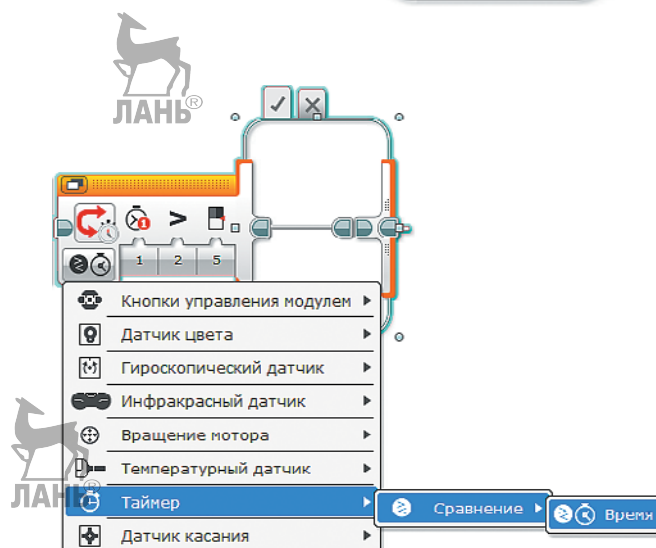 ЛАНЬ®
1
>
1 2 5
Кнопки управления модулем
Датчик цвета
Гироскопический датчик
Инфракрасный датчик
Вращение мотора
Температурный датчик
ЛАНЬ
Таймер
Сравнение
Время
Датчик касания